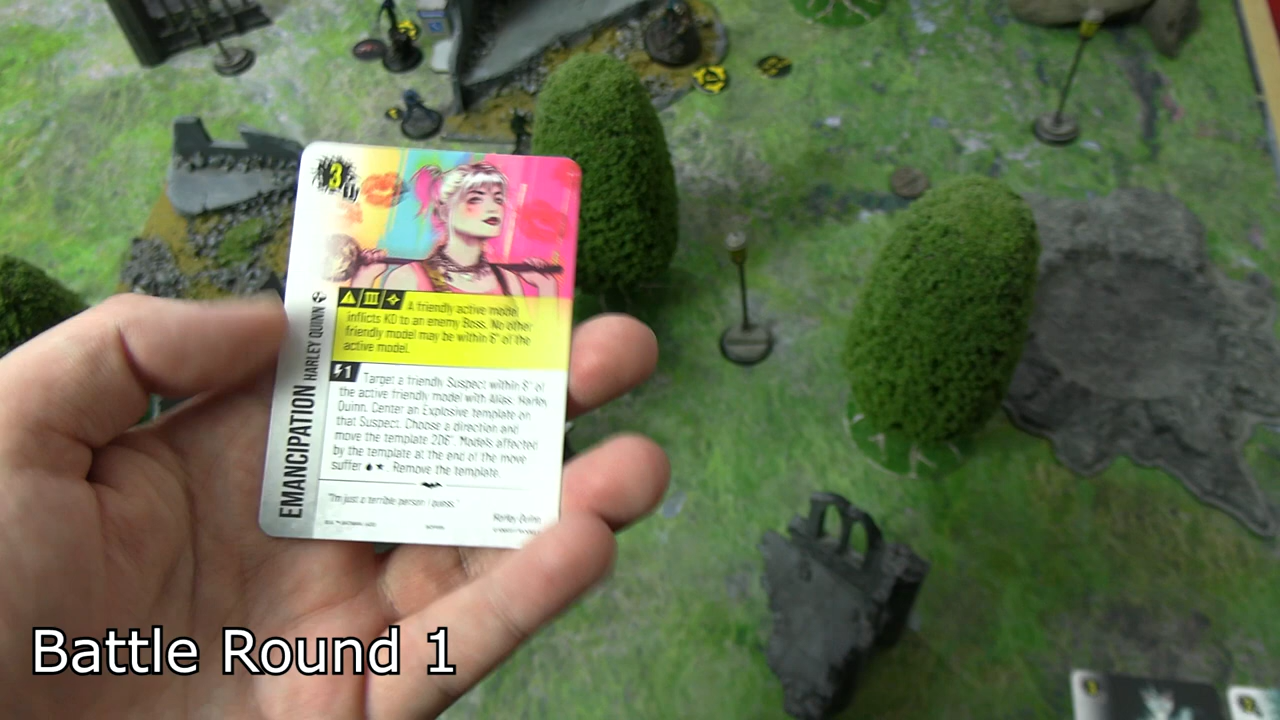 3
A friendly active model
inflicts KD to an enemy Boss. No other
friendly model may be within 6" of the
active model.
1 Target a friendly Suspect within 6" of
the active friendly model with Alias: Harley
Quinn. Center an Explosive template on
that Suspect. Choose a direction and
move the template 2D6". Models affected
by the template at the end of the move
suffer . Remove the template.
"I'm just a terrible person I guess."
Harley Quinn
EMANCIPATION HARLEY QUINN
Battle Round 1